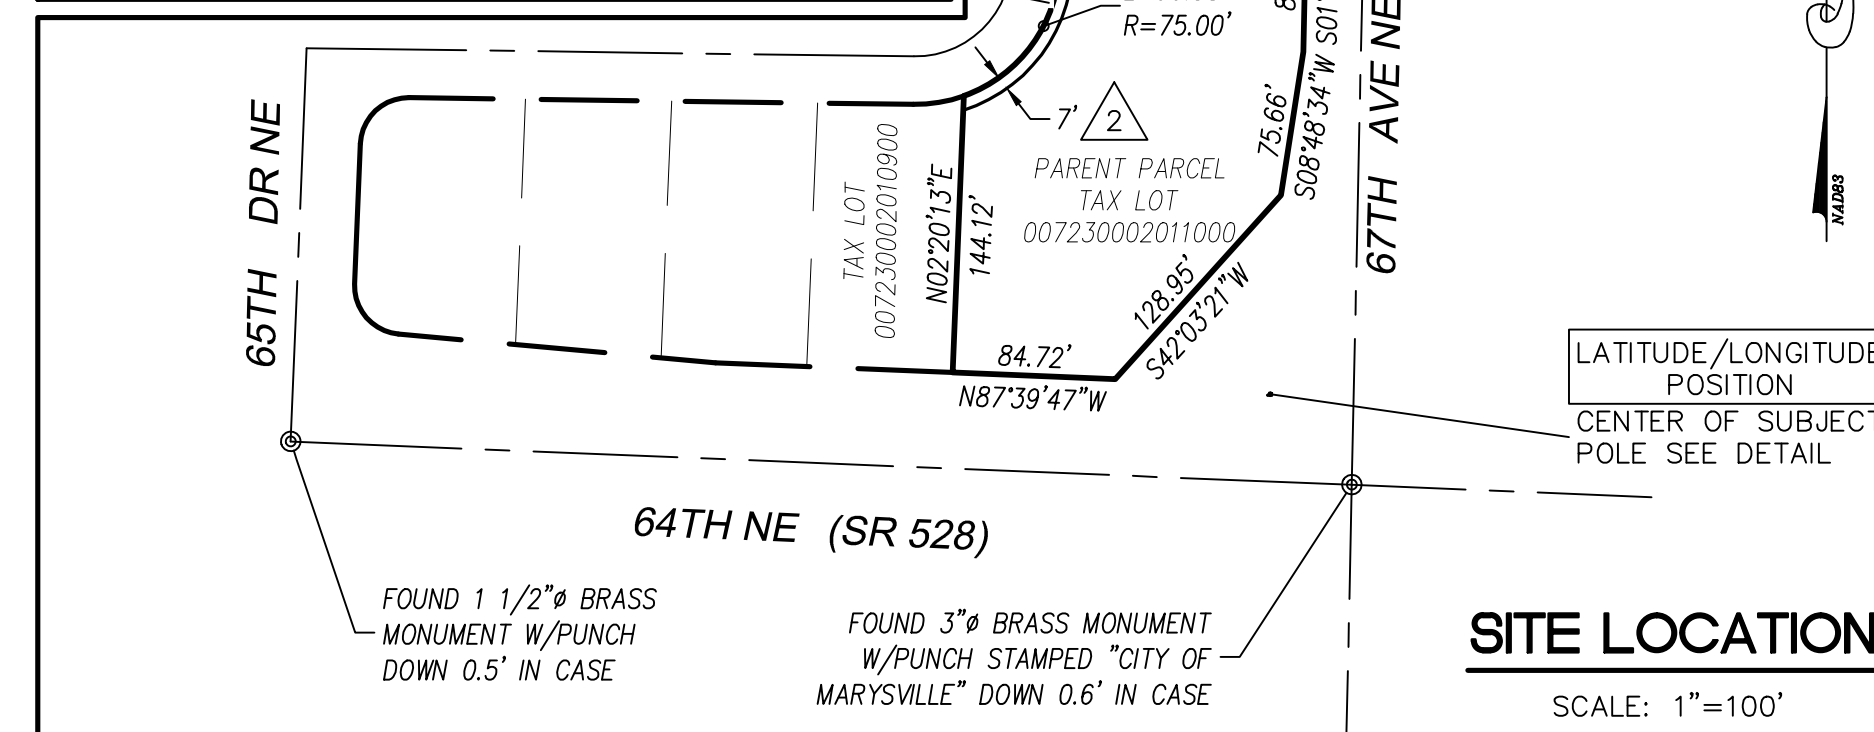 R=75.00'
7'
2
PARENT PARCEL
TAX LOT
007230002011000
75.66'
S08°48'34"W
67TH AVE NE
NAD83
65TH DR NE
TAX LOT
007230002010900
N02°20'13"E
144.12'
128.95'
S42°03'21"W
84.72'
N87°39'47"W
LATITUDE/LONGITUDE
POSITION
CENTER OF SUBJECT
POLE SEE DETAIL
64TH NE (SR 528)
FOUND 1 1/2"ø BRASS
MONUMENT W/PUNCH
DOWN 0.5' IN CASE
FOUND 3"ø BRASS MONUMENT
W/PUNCH STAMPED "CITY OF
MARYSVILLE" DOWN 0.6' IN CASE
SITE LOCATION
SCALE: 1"=100'